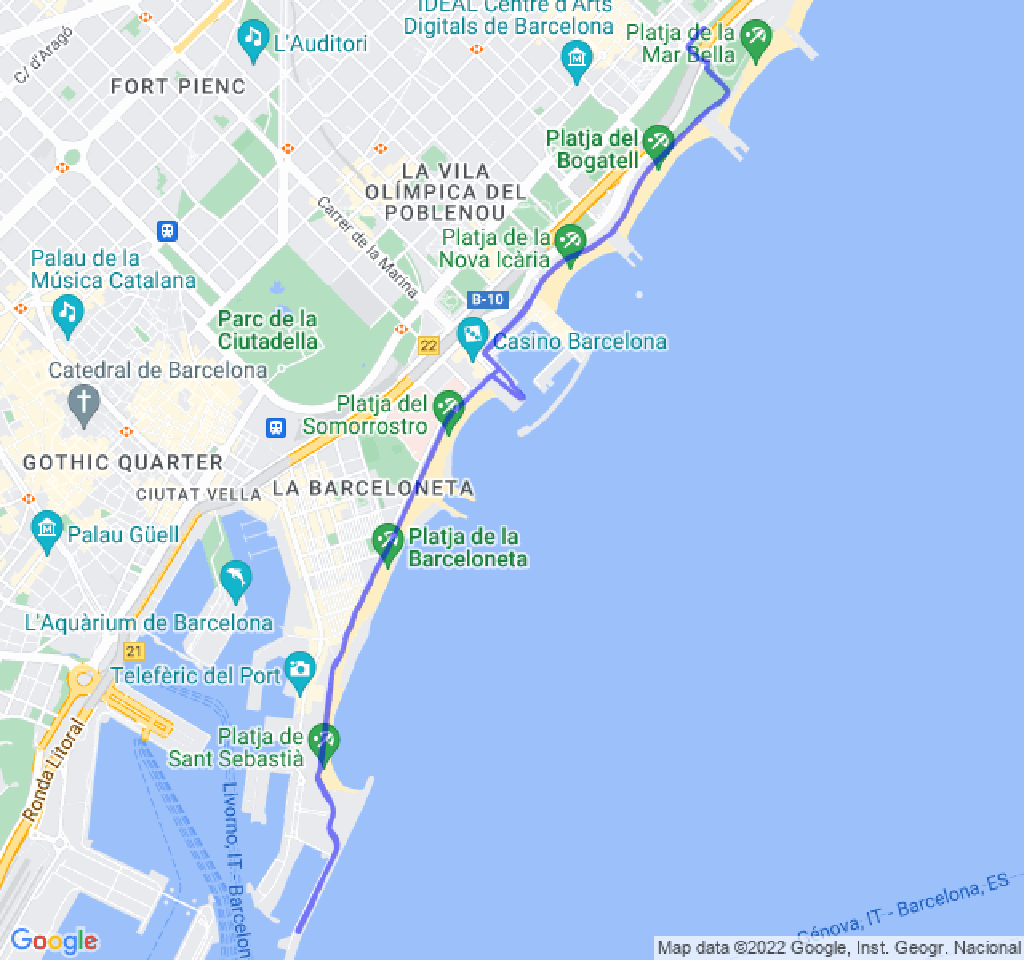 IDEAL Centre d'Arts
Digitals de Barcelona
Platja de la
Mar Bella
C/ d'Aragó
L'Auditori
FORT PIENC
Platja del
Bogatell
LA VILA
OLÍMPICA DEL
POBLENOU
Carrer de la Marina
Platja de la
Nova Icària
Palau de la
Música Catalana
B-10
Parc de la
Ciutadella
22
Casino Barcelona
Catedral de Barcelona
Platja del
Somorrostro
GOTHIC QUARTER
CIUTAT VELLA
LA BARCELONETA
Palau Güell
Platja de la
Barceloneta
L'Aquàrium de Barcelona
21
Telefèric del Port
Platja de
Sant Sebastià
Ronda Litoral
Livorno, IT - Barcelon
Génova, IT - Barcelona, ES
Google
Map data ©2022 Google, Inst. Geogr. Nacional